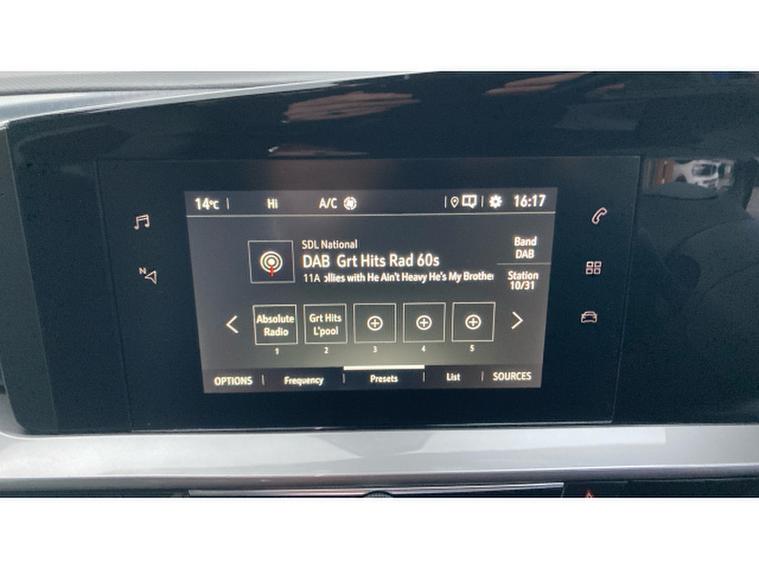 14°C Hi A/C 16:17
N
SDL National
DAB Grt Hits Rad 60s
11A ollies with He Ain't Heavy He's My Brother
Band
DAB
Station
10/31
Absolute
Radio
1
Grt Hits
L'pool
2
3
4
5
OPTIONS Frequency Presets List SOURCES